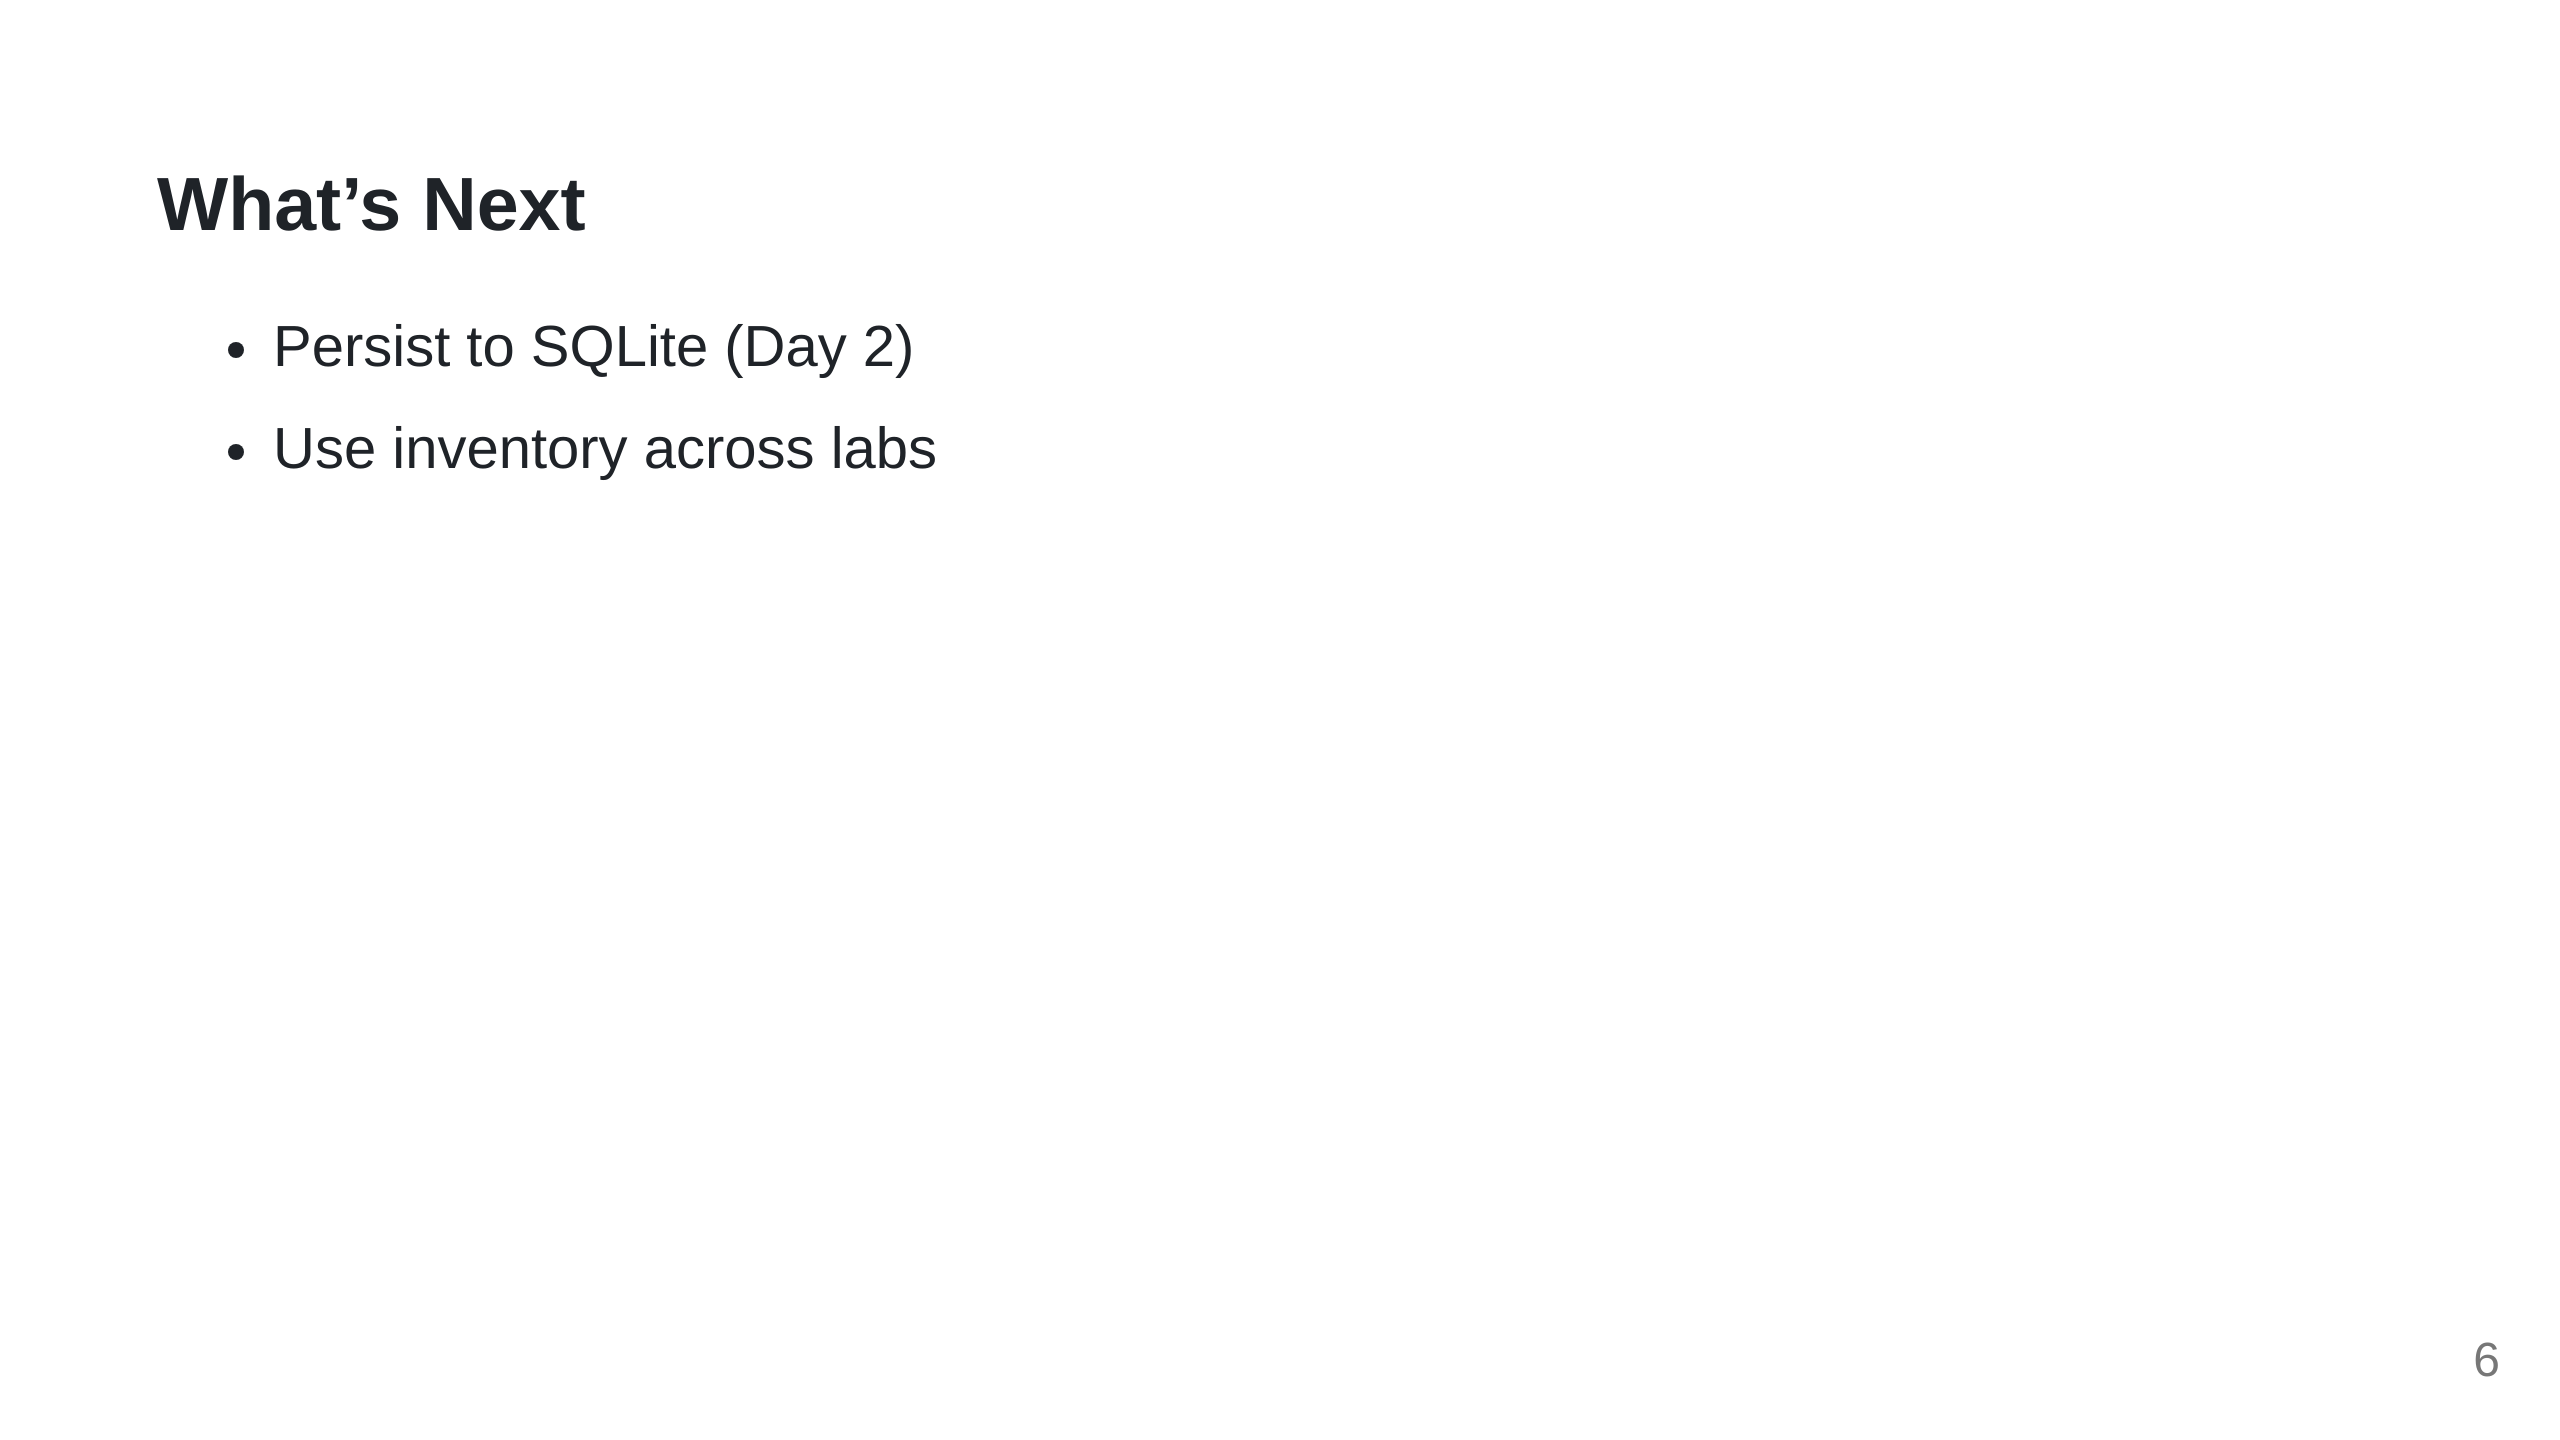 What’s Next
• Persist to SQLite (Day 2)
• Use inventory across labs
6